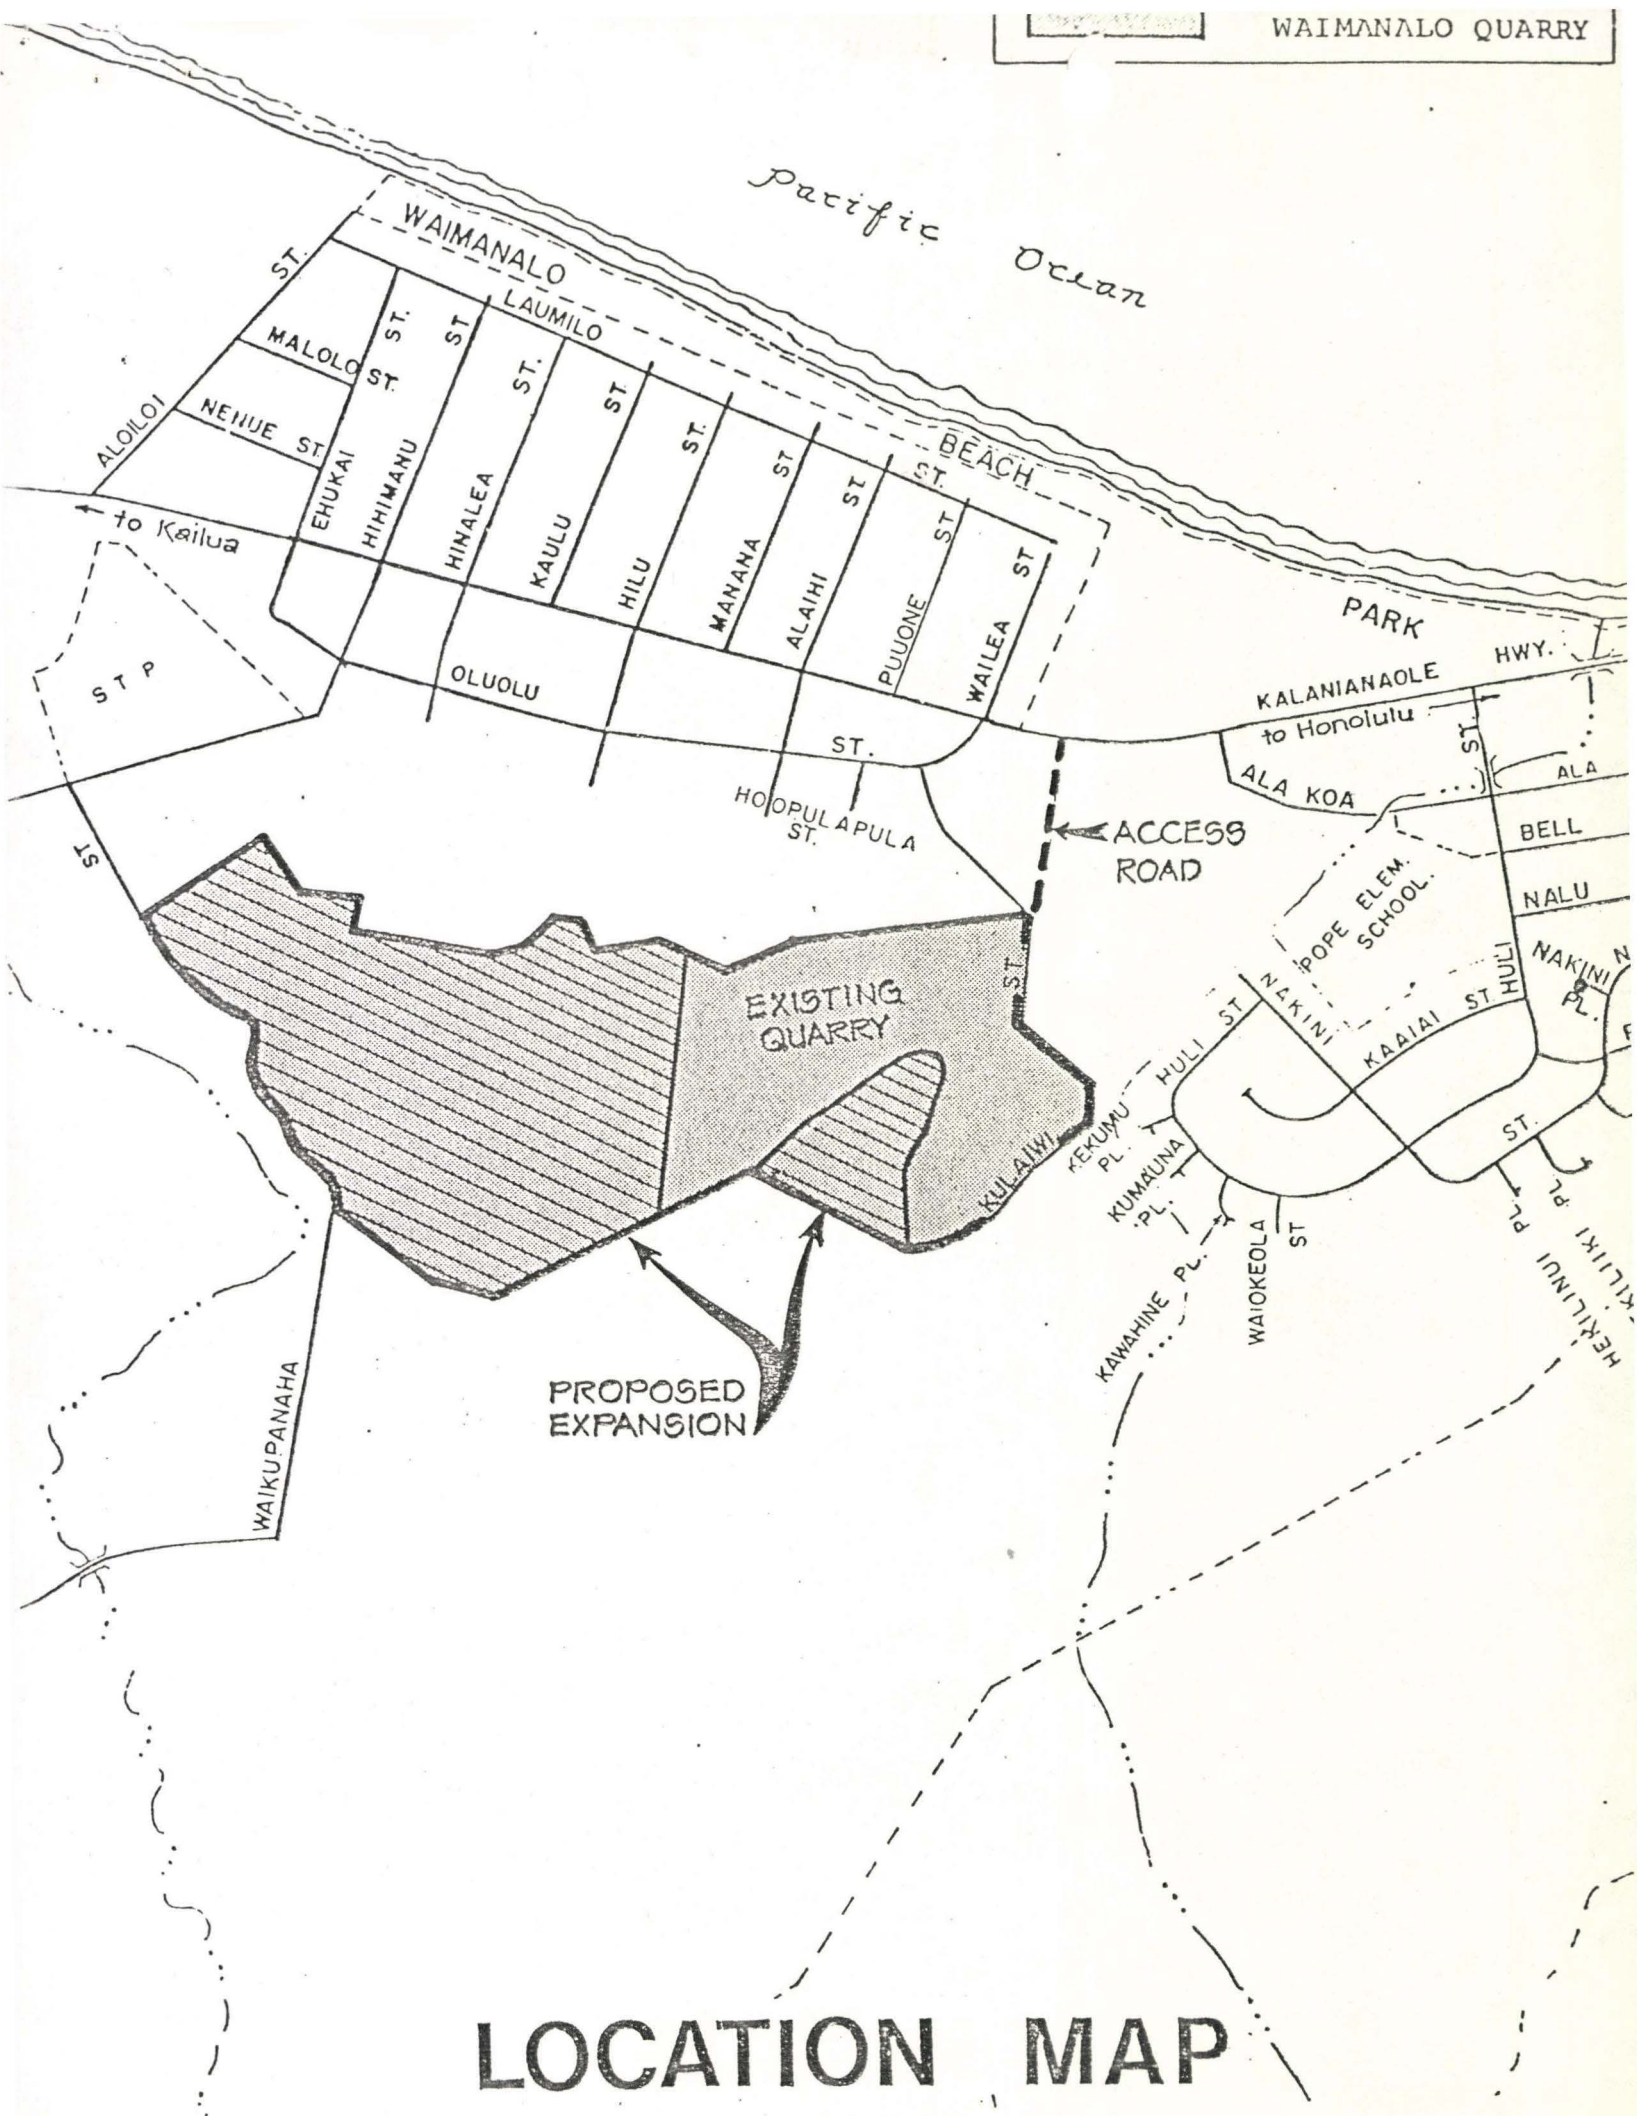 WAIMANALO QUARRY
Pacific Ocean
WAIMANALO
BEACH
PARK
LAUMILO
ST.
ALOILOI
ST.
MALOLO ST.
NENUE ST.
EHUKAI
ST.
HIHIMANU
ST
HINALEA
ST.
KAULU
ST.
HILU
ST.
MANANA
ST
ALAIHI
ST
PUUONE
ST
WAILEA
ST
to Kailua
S T P
OLUOLU
ST.
HOOPULAPULA
ST.
KALANIANAOLE
HWY.
to Honolulu
ST.
ALA KOA
ALA
BELL
NALU
NAKINI
PL.
HULI
POPE ELEM.
SCHOOL.
ACCESS
ROAD
ST
EXISTING
QUARRY
ST.
KULAIWI
NAKINI
HULI ST
KAAIAI ST
KEKUMU
PL.
KUMAUNA
PL.
KAWAHINE PL.
WAIOKEOLA
ST
ST.
HEKILINUI PL.
PL
PROPOSED
EXPANSION
WAIKUPANAHA
LOCATION MAP